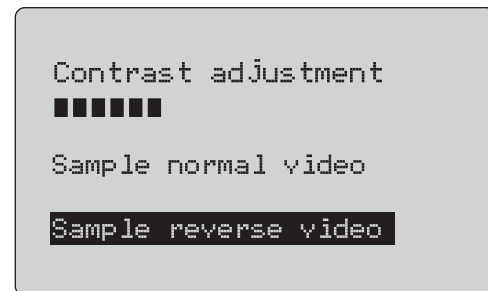 Contrast adjustment
■■■■■■
Sample normal video
Sample reverse video